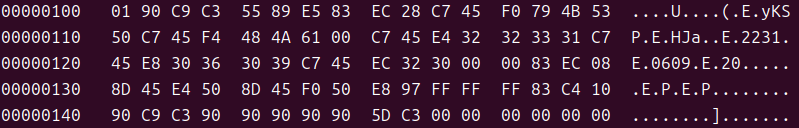 00000100   01 90 C9 C3  55 89 E5 83  EC 28 C7 45  F0 79 4B 53  ....U....(.E.yKS
00000110   50 C7 45 F4  48 4A 61 00  C7 45 E4 32  32 33 31 C7  P.E.HJa..E.2231.
00000120   45 E8 30 36  30 39 C7 45  EC 32 30 00  00 83 EC 08  E.0609.E.20.....
00000130   8D 45 E4 50  8D 45 F0 50  E8 97 FF FF  FF 83 C4 10  .E.P.E.P........
00000140   90 C9 C3 90  90 90 90 90  5D C3 00 00  00 00 00 00  ........].......